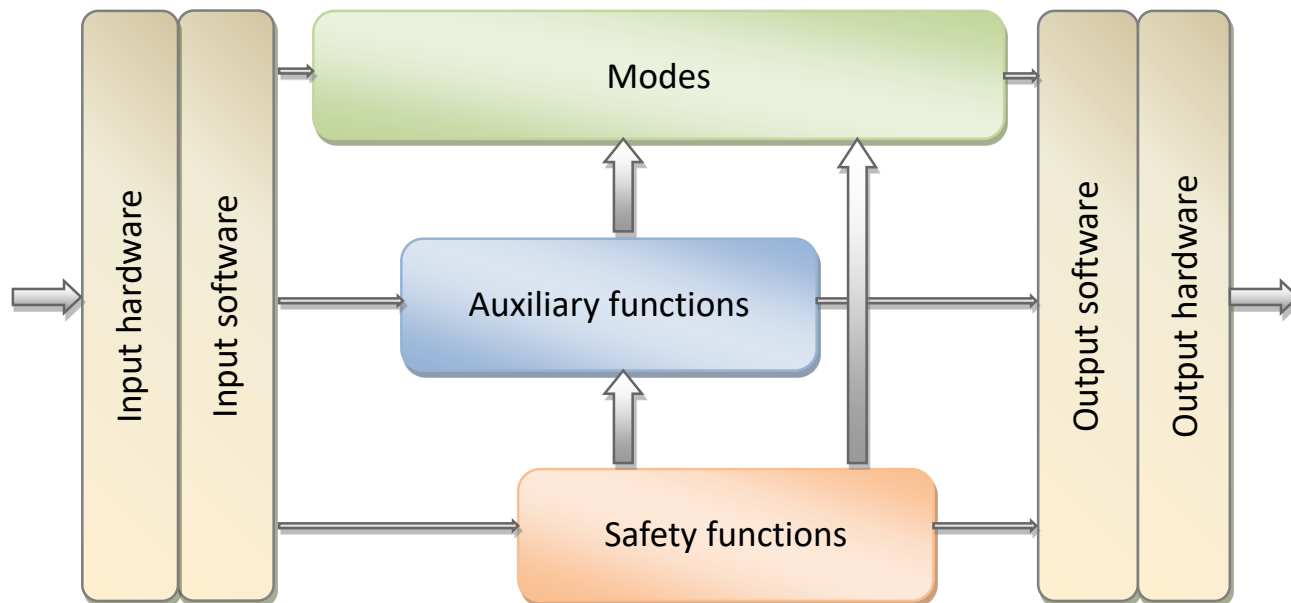 Input hardware
Input software
Modes
Auxiliary functions
Safety functions
Output software
Output hardware